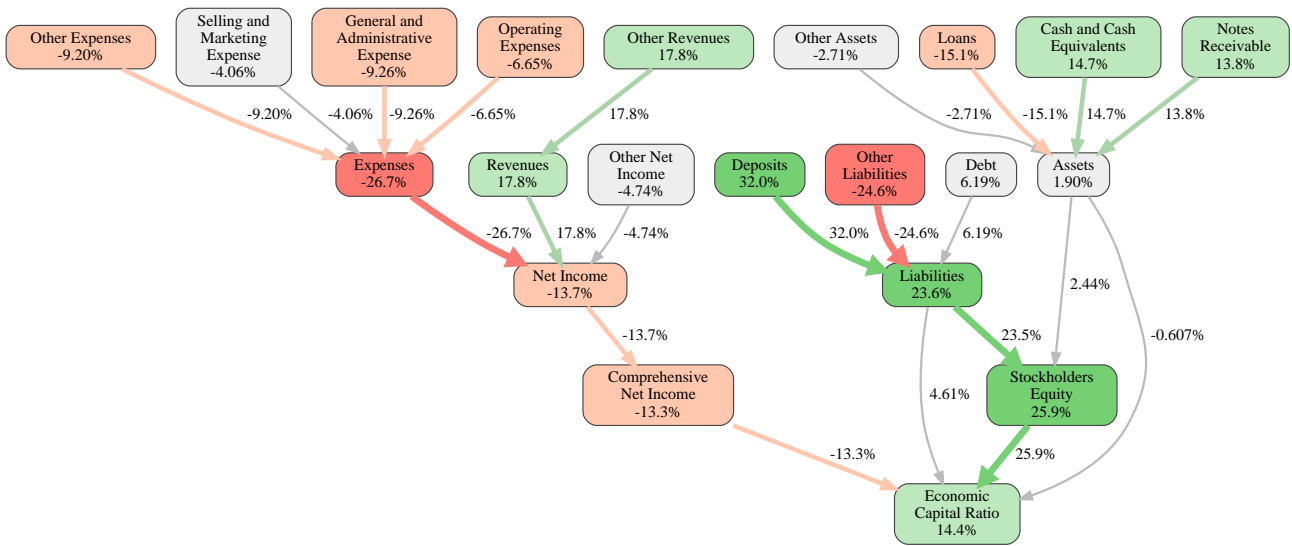 Other Expenses
-9.20%
Selling and
Marketing
Expense
-4.06%
General and
Administrative
Expense
-9.26%
Operating
Expenses
-6.65%
Other Revenues
17.8%
Other Assets
-2.71%
Loans
-15.1%
Cash and Cash
Equivalents
14.7%
Notes
Receivable
13.8%
-9.20%
-4.06%
-9.26%
-6.65%
17.8%
-2.71%
-15.1%
14.7%
13.8%
Expenses
-26.7%
Revenues
17.8%
Other Net
Income
-4.74%
Deposits
32.0%
Other
Liabilities
-24.6%
Debt
6.19%
Assets
1.90%
-26.7%
17.8%
-4.74%
32.0%
-24.6%
6.19%
Net Income
-13.7%
Liabilities
23.6%
2.44%
-13.7%
23.5%
-0.607%
Comprehensive
Net Income
-13.3%
4.61%
Stockholders
Equity
25.9%
-13.3%
25.9%
Economic
Capital Ratio
14.4%